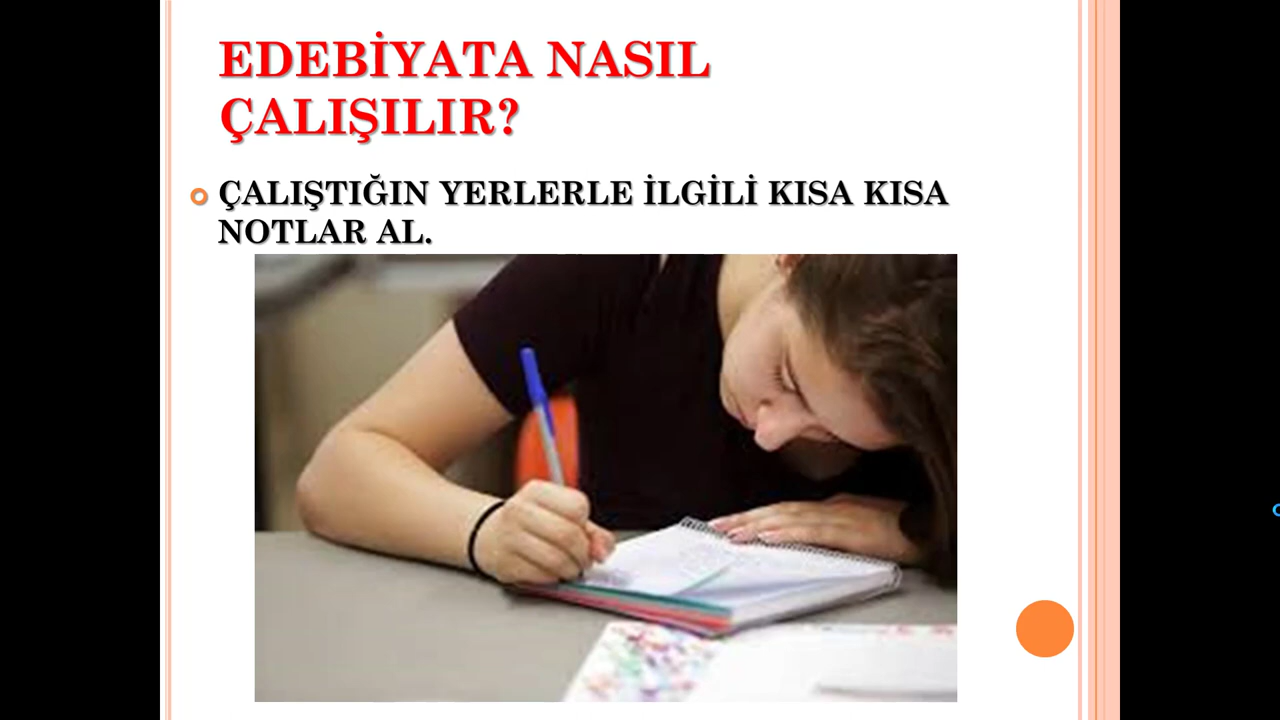 EDEBİYATA NASIL
ÇALIŞILIR?
ÇALIŞTIĞIN YERLERLE İLGİLİ KISA KISA
NOTLAR AL.